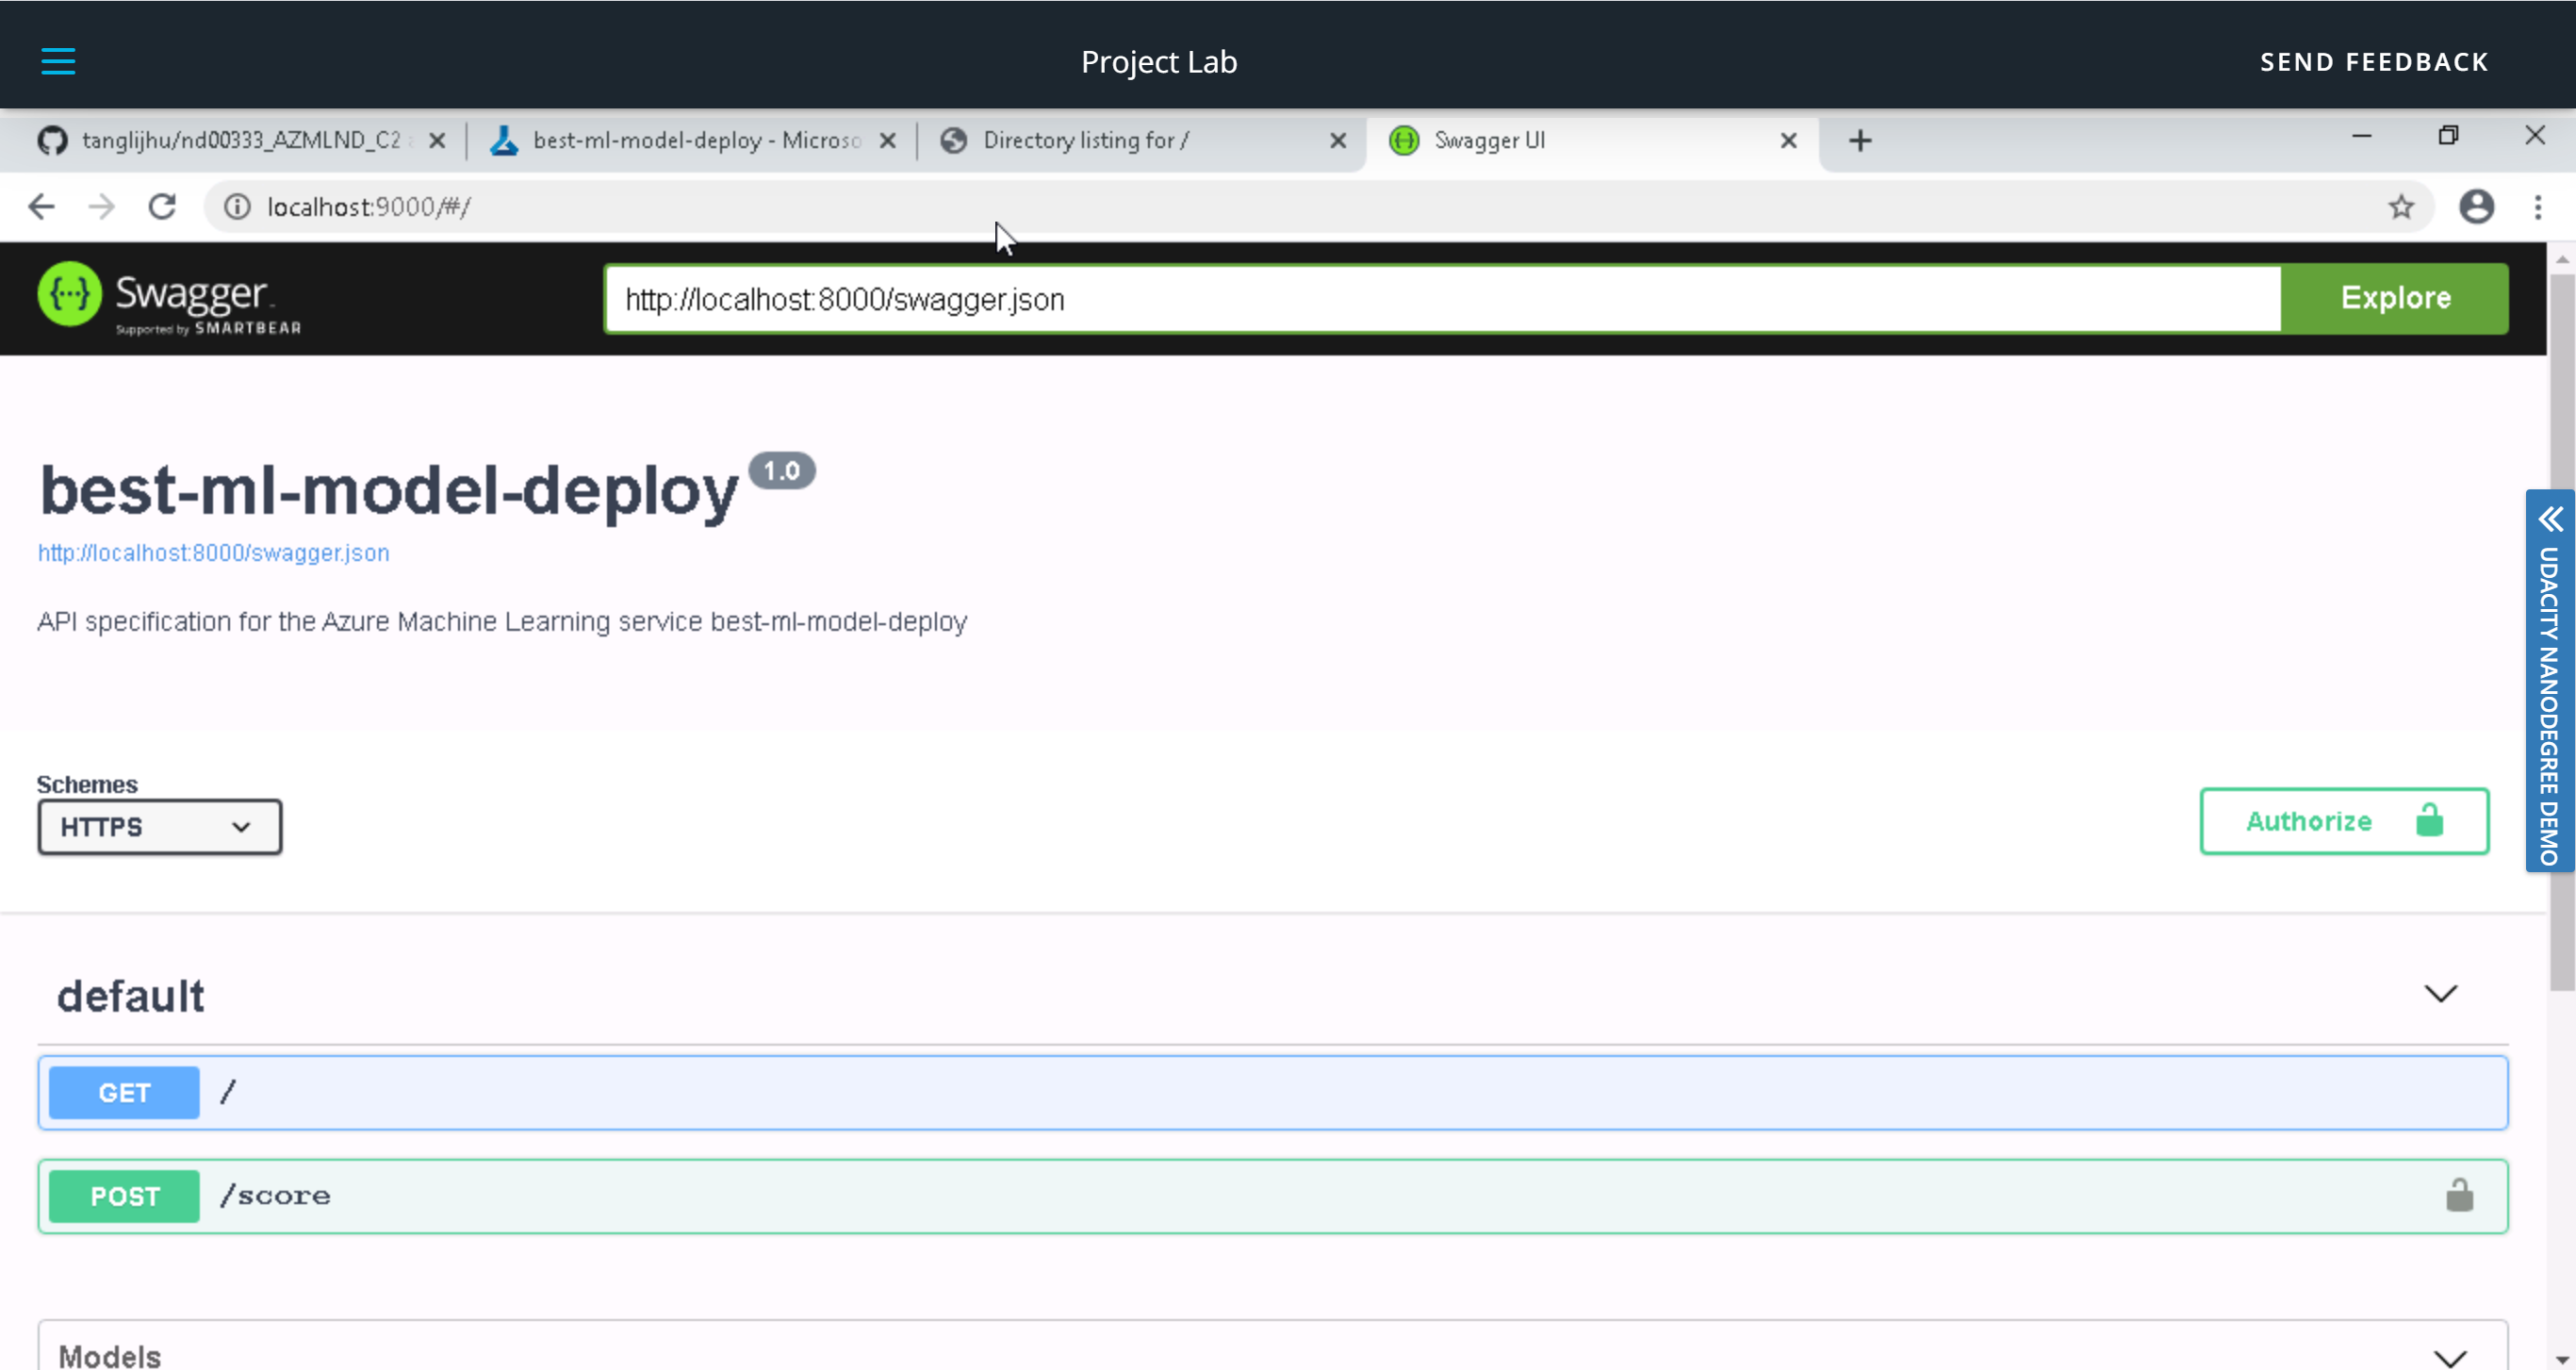 Project Lab
SEND FEEDBACK
tanglijhu/nd00333_AZMLND_C2
best-ml-model-deploy - Microso
Directory listing for /
Swagger UI
localhost:9000/#/
Swagger
Supported by SMARTBEAR
http://localhost:8000/swagger.json
Explore
best-ml-model-deploy 1.0
http://localhost:8000/swagger.json
API specification for the Azure Machine Learning service best-ml-model-deploy
UDACITY NANODEGREE DEMO
Schemes
HTTPS
Authorize
default
GET /
POST /score
Models